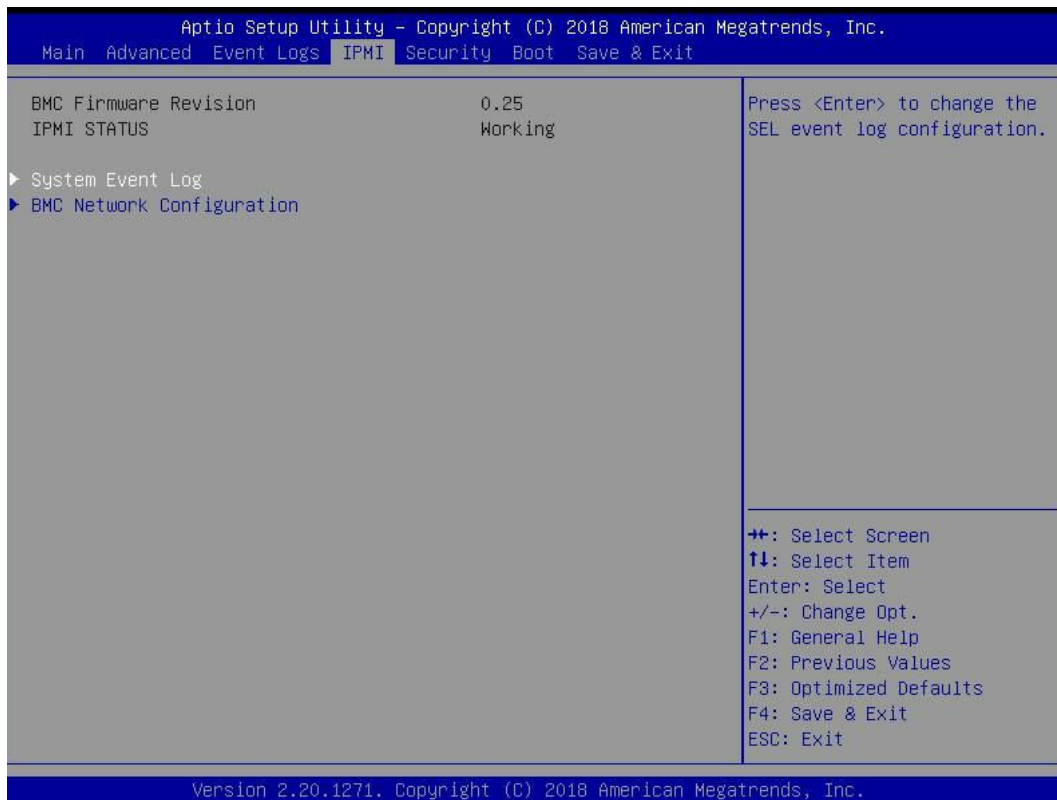 Aptio Setup Utility – Copyright (C) 2018 American Megatrends, Inc.
Main Advanced Event Logs IPMI Security Boot Save & Exit
BMC Firmware Revision 0.25
IPMI STATUS Working
System Event Log
BMC Network Configuration
Press <Enter> to change the
SEL event log configuration.
→←: Select Screen
↑↓: Select Item
Enter: Select
+/-: Change Opt.
F1: General Help
F2: Previous Values
F3: Optimized Defaults
F4: Save & Exit
ESC: Exit
Version 2.20.1271. Copyright (C) 2018 American Megatrends, Inc.